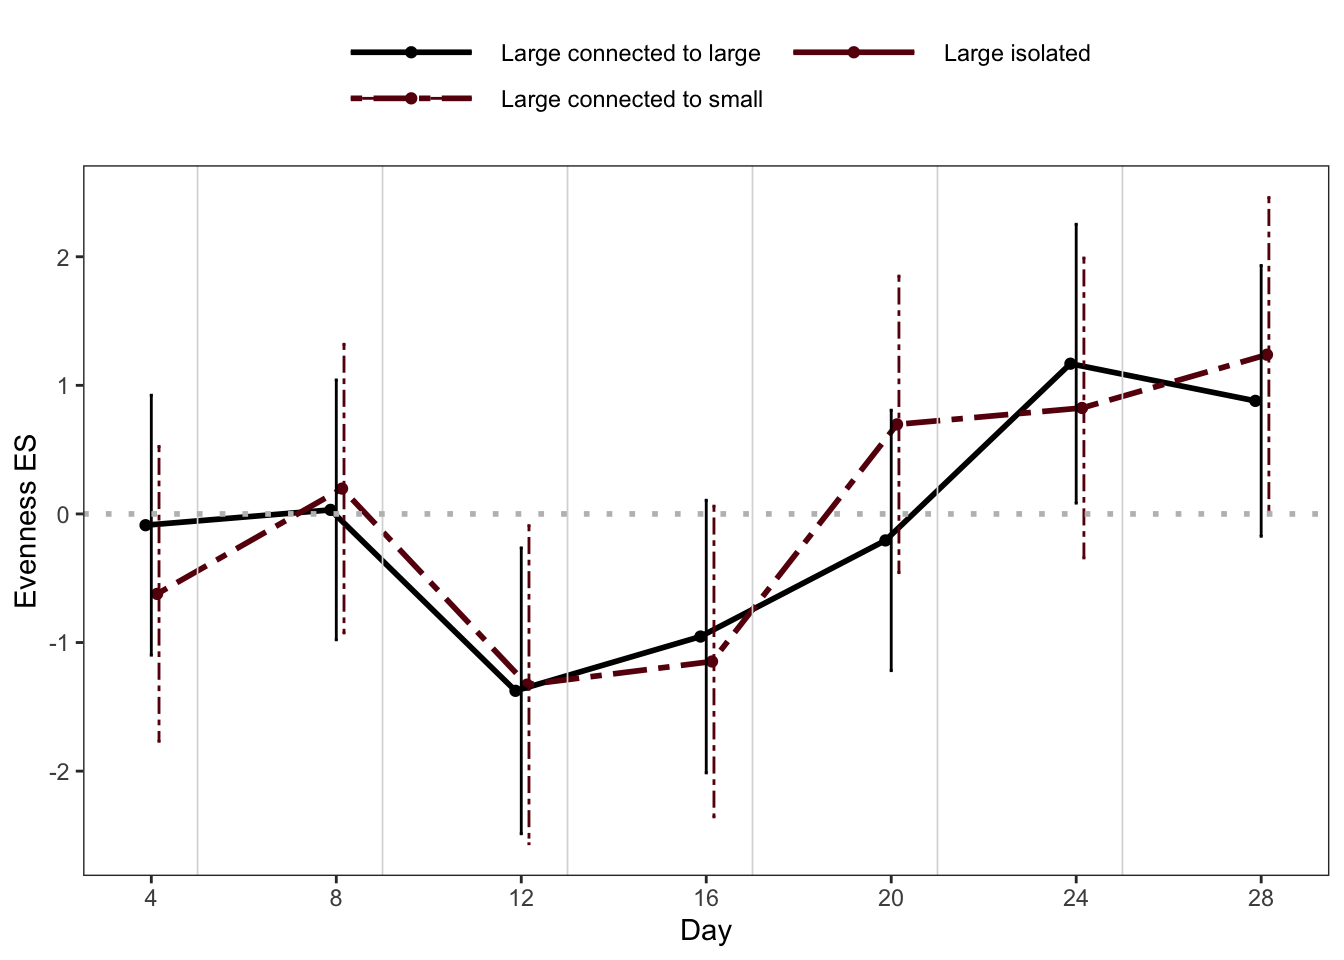 Large connected to large Large isolated
Large connected to small
Evenness ES
2
1
0
-1
-2
4 8 12 16 20 24 28
Day